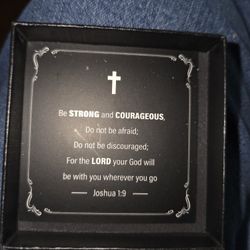 Be STRONG and COURAGEOUS,
Do not be afraid;
Do not be discouraged;
For the LORD your God will
be with you wherever you go
Joshua 1:9